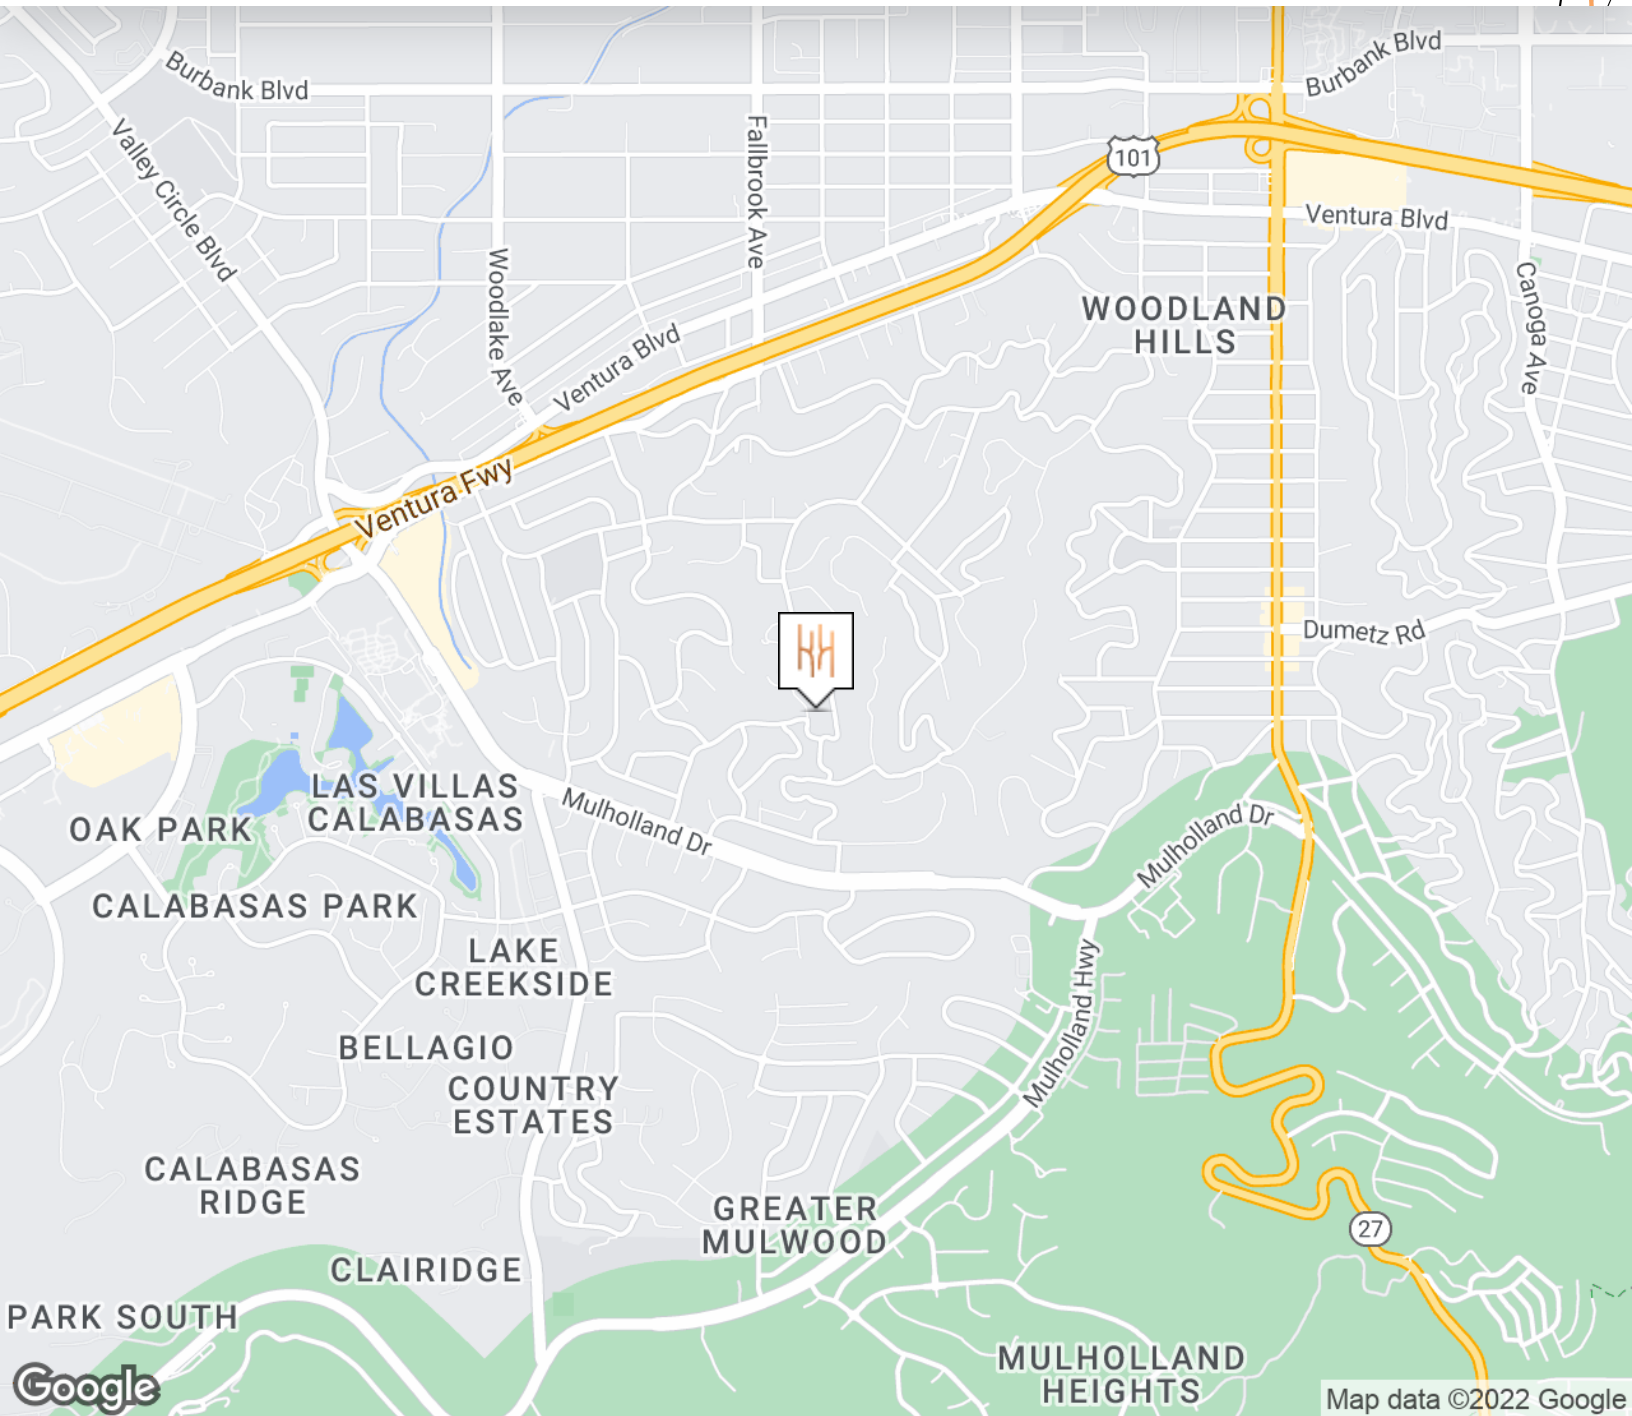 Burbank Blvd
Burbank Blvd
Valley Circle Blvd
Fallbrook Ave
101
Ventura Blvd
Woodlake Ave
Canoga Ave
WOODLAND
HILLS
Ventura Blvd
Ventura Fwy
Dumetz Rd
LAS VILLAS
CALABASAS
Mulholland Dr
Mulholland Dr
OAK PARK
CALABASAS PARK
LAKE
CREEKSIDE
Mulholland Hwy
BELLAGIO
COUNTRY
ESTATES
CALABASAS
RIDGE
GREATER
MULWOOD
27
CLAIRIDGE
PARK SOUTH
MULHOLLAND
HEIGHTS
Google
Map data ©2022 Google